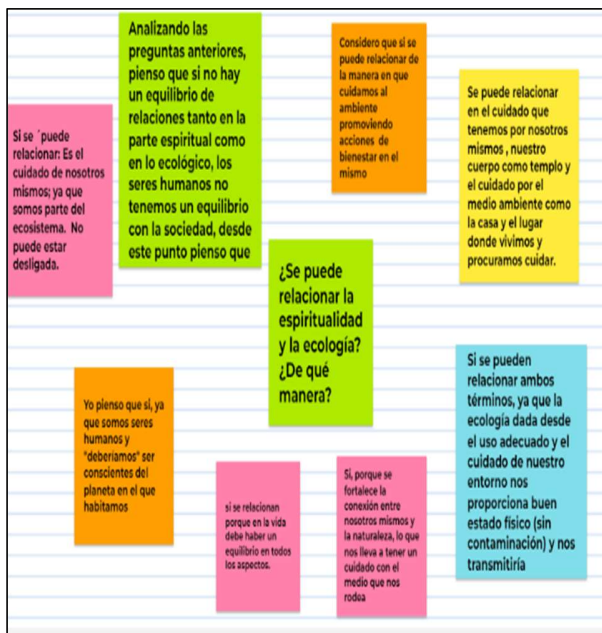 Analizando las
preguntas anteriores,
pienso que si no hay
un equilibrio de
relaciones tanto en la
parte espiritual como
en lo ecológico, los
seres humanos no
tenemos un equilibrio
con la sociedad, desde
este punto pienso que
Considero que si se
puede relacionar de
la manera en que
cuidamos al
ambiente
promoviendo
acciones de
bienestar en el
mismo
Se puede relacionar
en el cuidado que
tenemos por nosotros
mismos , nuestro
cuerpo como templo y
el cuidado por el
medio ambiente como
la casa y el lugar
donde vivimos y
procuramos cuidar.
Si se ´puede
relacionar: Es el
cuidado de nosotros
mismos; ya que
somos parte del
ecosistema. No
puede estar
desligada.
¿Se puede
relacionar la
espiritualidad
y la ecología?
¿De qué
manera?
Yo pienso que sí, ya
que somos seres
humanos y
"deberíamos" ser
conscientes del
planeta en el que
habitamos
Si se pueden
relacionar ambos
términos, ya que la
ecología dada desde
el uso adecuado y el
cuidado de nuestro
entorno nos
proporciona buen
estado físico (sin
contaminación) y nos
transmitiría
si se relacionan
porque en la vida
debe haber un
equilibrio en todos
los aspectos.
Sí, porque se
fortalece la
conexión entre
nosotros mismos y
la naturaleza, lo que
nos lleva a tener un
cuidado con el
medio que nos
rodea